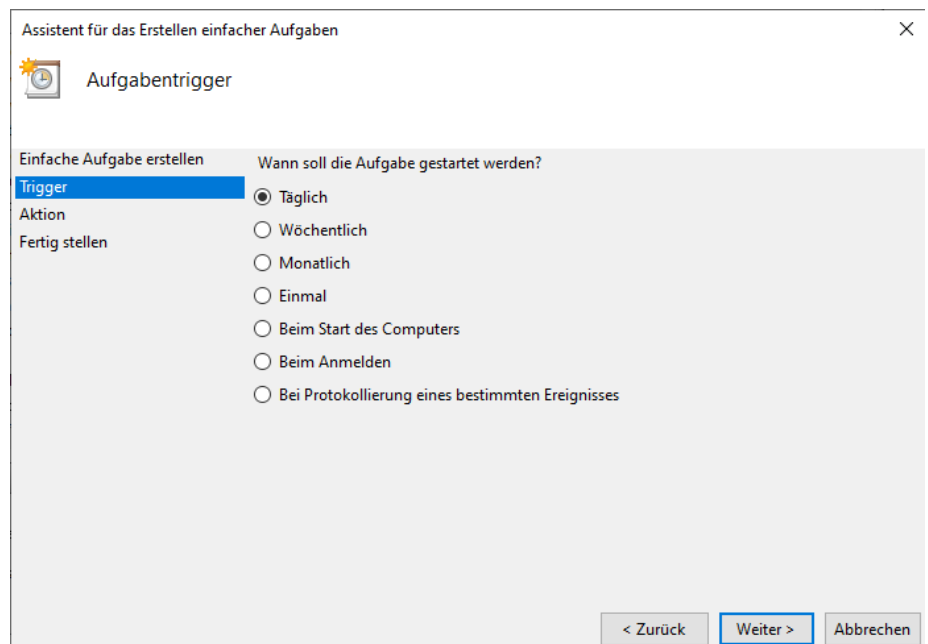 Assistent für das Erstellen einfacher Aufgaben
Aufgabentrigger
Einfache Aufgabe erstellen
Trigger
Aktion
Fertig stellen
Wann soll die Aufgabe gestartet werden?
Täglich
Wöchentlich
Monatlich
Einmal
Beim Start des Computers
Beim Anmelden
Bei Protokollierung eines bestimmten Ereignisses
< Zurück
Weiter >
Abbrechen